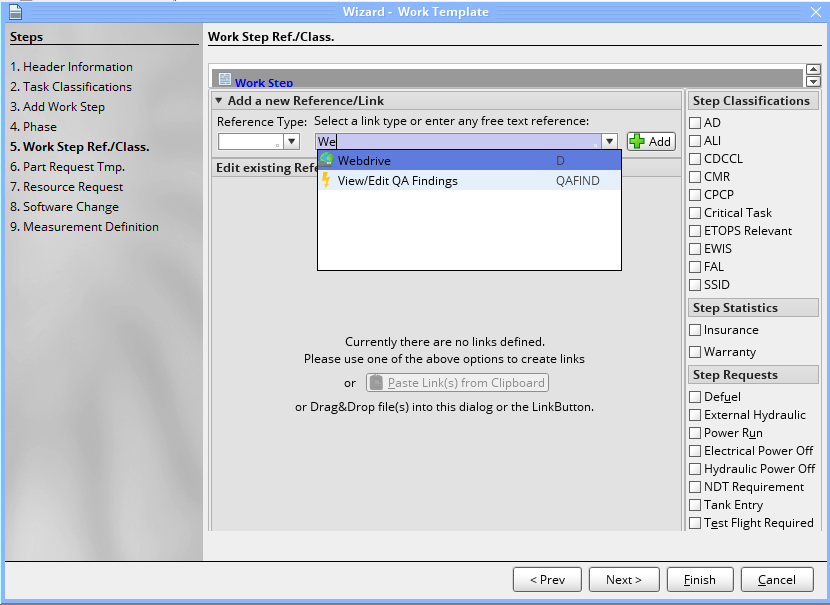 Wizard - Work Template
Steps
1. Header Information
2. Task Classifications
3. Add Work Step
4. Phase
5. Work Step Ref./Class.
6. Part Request Tmp.
7. Resource Request
8. Software Change
9. Measurement Definition
Work Step Ref./Class.
Work Step
Add a new Reference/Link
Reference Type: Select a link type or enter any free text reference:
We
Add
Edit existing Refe
Webdrive D
View/Edit QA Findings QAFIND
Currently there are no links defined.
Please use one of the above options to create links
or Paste Link(s) from Clipboard
or Drag&Drop file(s) into this dialog or the LinkButton.
Step Classifications
AD
ALI
CDCCL
CMR
CPCP
Critical Task
ETOPS Relevant
EWIS
FAL
SSID
Step Statistics
Insurance
Warranty
Step Requests
Defuel
External Hydraulic
Power Run
Electrical Power Off
Hydraulic Power Off
NDT Requirement
Tank Entry
Test Flight Required
< Prev
Next >
Finish
Cancel